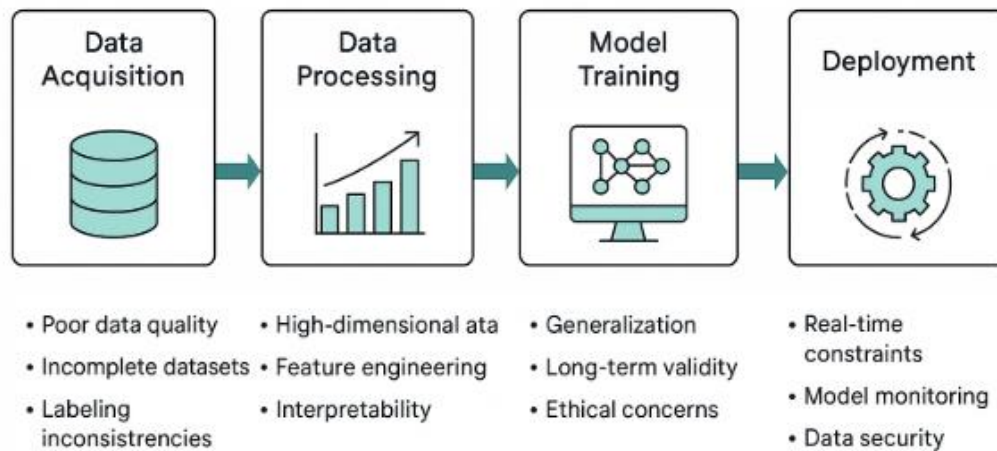 Data
Acquisition
Data
Processing
Model
Training
Deployment
• Poor data quality
• Incomplete datasets
• Labeling
inconsistrencies
• High-dimensional ata
• Feature engineering
• Interpretability
• Generalization
• Long-term validity
• Ethical concerns
• Real-time
constraints
• Model monitoring
• Data security